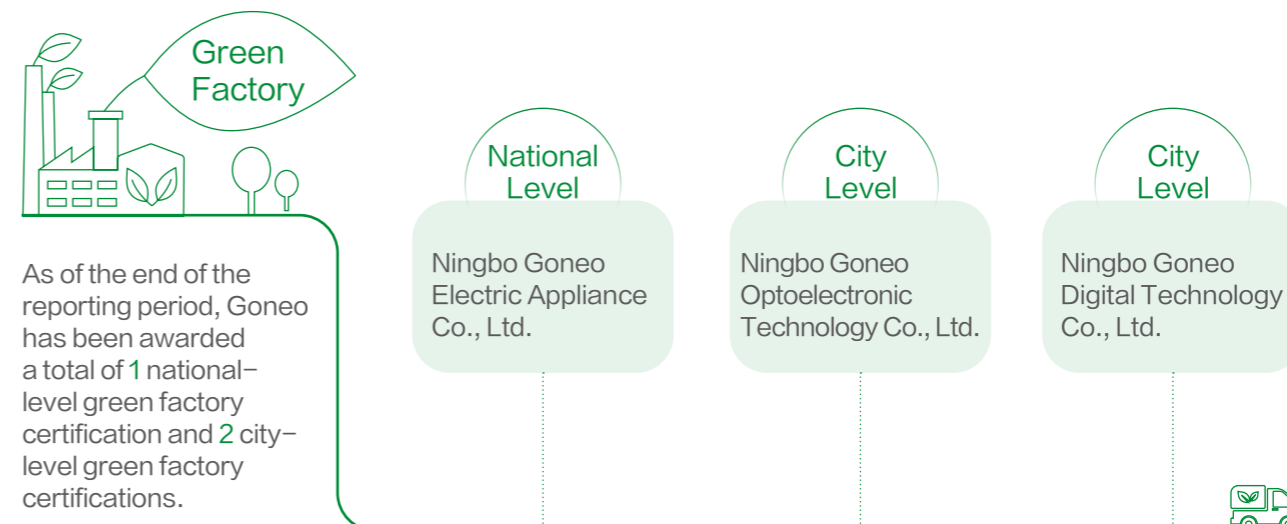 Green
Factory
As of the end of the
reporting period, Goneo
has been awarded
a total of 1 national-
level green factory
certification and 2 city-
level green factory
certifications.
National
Level
Ningbo Goneo
Electric Appliance
Co., Ltd.
City
Level
Ningbo Goneo
Optoelectronic
Technology Co., Ltd.
City
Level
Ningbo Goneo
Digital Technology
Co., Ltd.